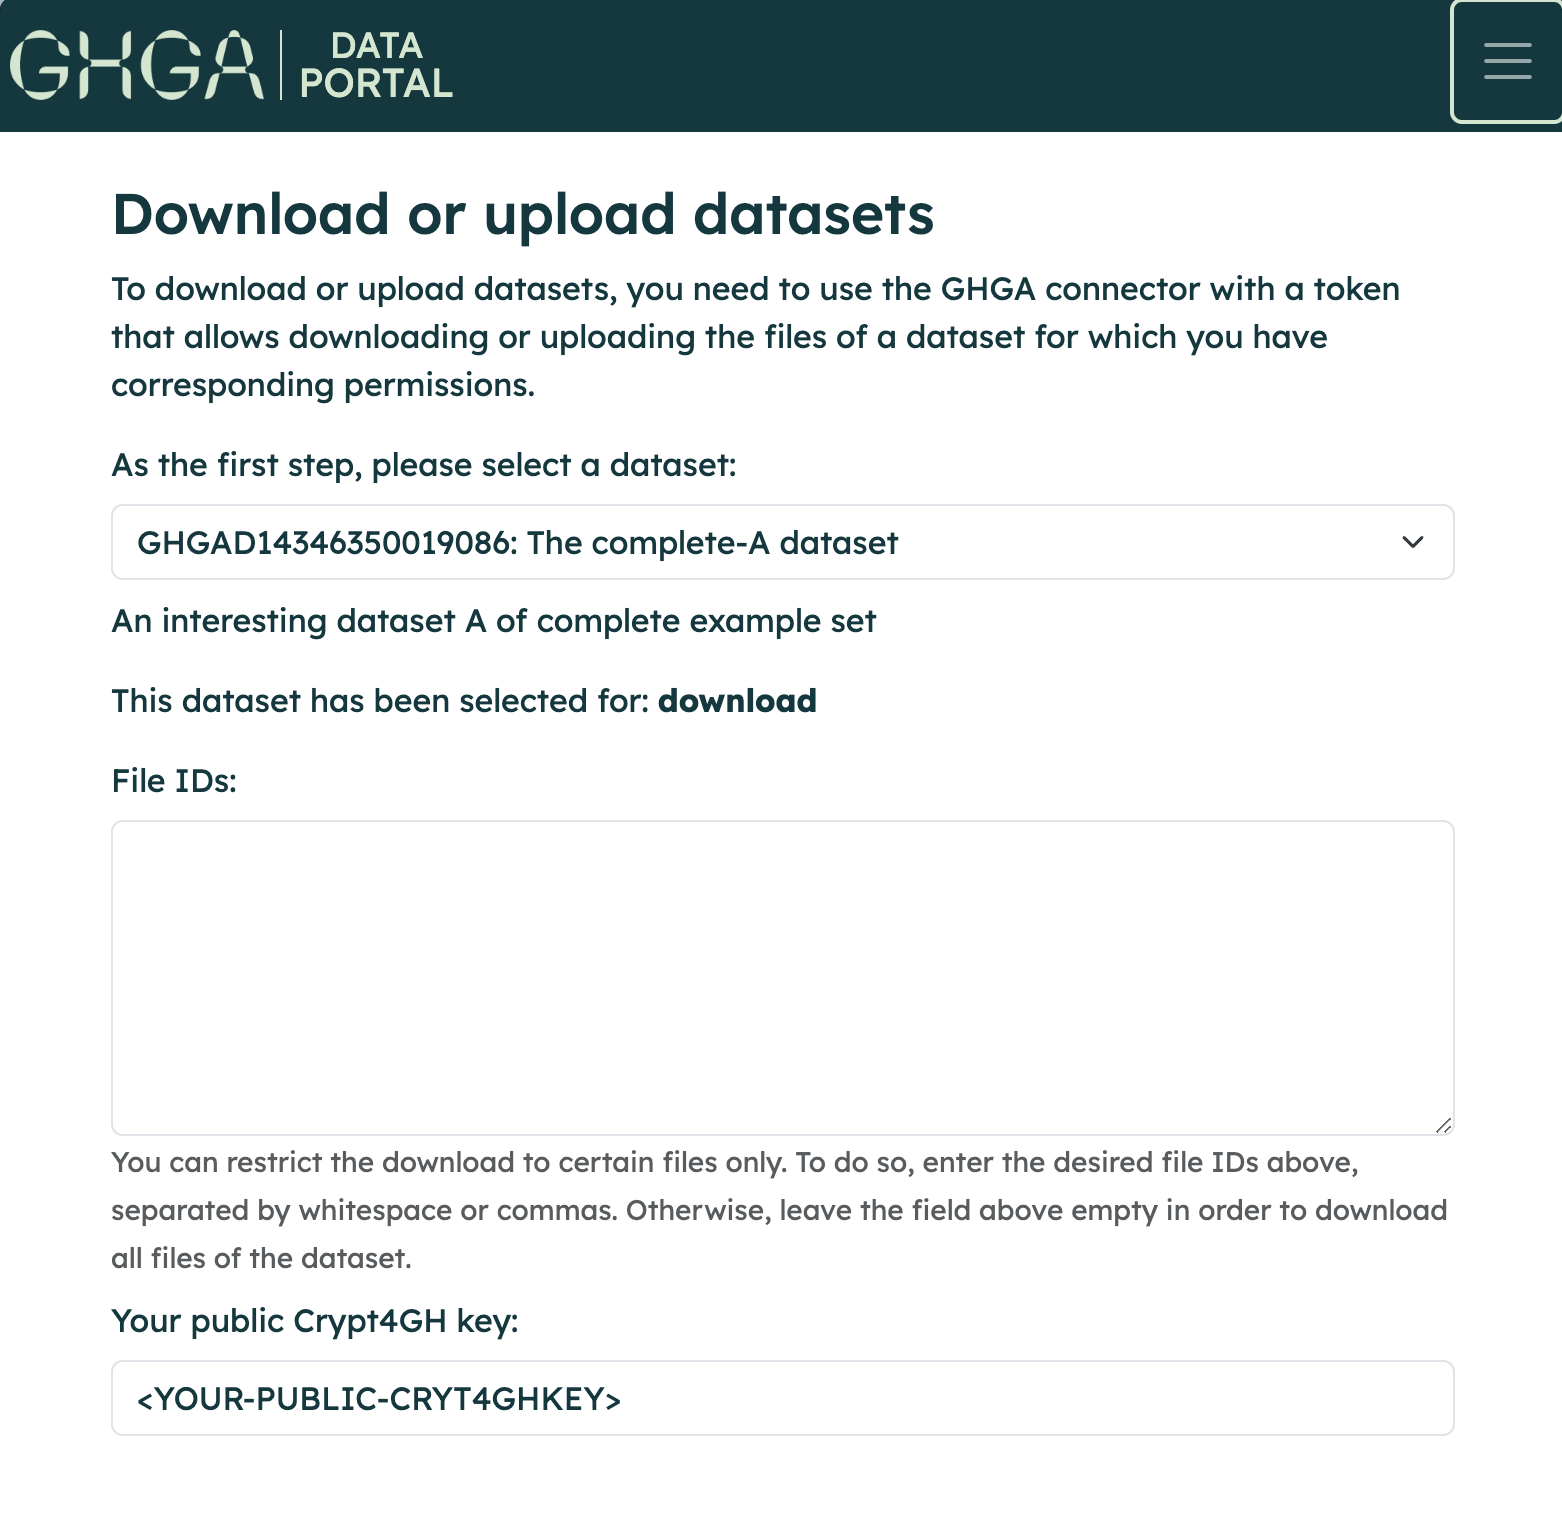 GHGA
DATA
PORTAL
Download or upload datasets
To download or upload datasets, you need to use the GHGA connector with a token
that allows downloading or uploading the files of a dataset for which you have
corresponding permissions.
As the first step, please select a dataset:
GHGAD14346350019086: The complete-A dataset
An interesting dataset A of complete example set
This dataset has been selected for: download
File IDs:
You can restrict the download to certain files only. To do so, enter the desired file IDs above,
separated by whitespace or commas. Otherwise, leave the field above empty in order to download
all files of the dataset.
Your public Crypt4GH key:
<YOUR-PUBLIC-CRYT4GHKEY>